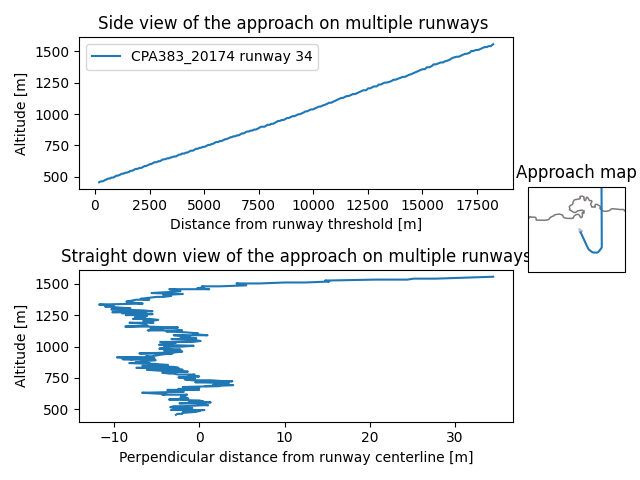 Side view of the approach on multiple runways
1500
1250
1000
750
500
Altitude [m]
CPA383_20174 runway 34
0 2500 5000 7500 10000 12500 15000 17500
Distance from runway threshold [m]
Approach map
Straight down view of the approach on multiple runways
1500
1250
1000
750
500
Altitude [m]
−10 0 10 20 30
Perpendicular distance from runway centerline [m]